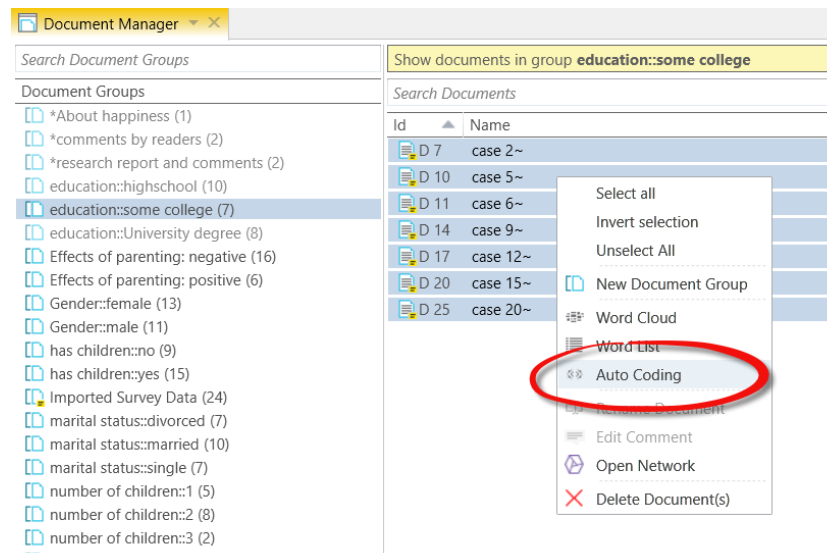 Document Manager
Search Document Groups
Document Groups
*About happiness (1)
*comments by readers (2)
*research report and comments (2)
education::highschool (10)
education::some college (7)
education::University degree (8)
Effects of parenting: negative (16)
Effects of parenting: positive (6)
Gender::female (13)
Gender::male (11)
has children::no (9)
has children::yes (15)
Imported Survey Data (24)
marital status::divorced (7)
marital status::married (10)
marital status::single (7)
number of children::1 (5)
number of children::2 (8)
number of children::3 (2)
Show documents in group education::some college
Search Documents
Id Name
D 7 case 2~
D 10 case 5~
D 11 case 6~
D 14 case 9~
D 17 case 12~
D 20 case 15~
D 25 case 20~
Select all
Invert selection
Unselect All
New Document Group
Word Cloud
Word List
Auto Coding
Rename Document
Edit Comment
Open Network
Delete Document(s)